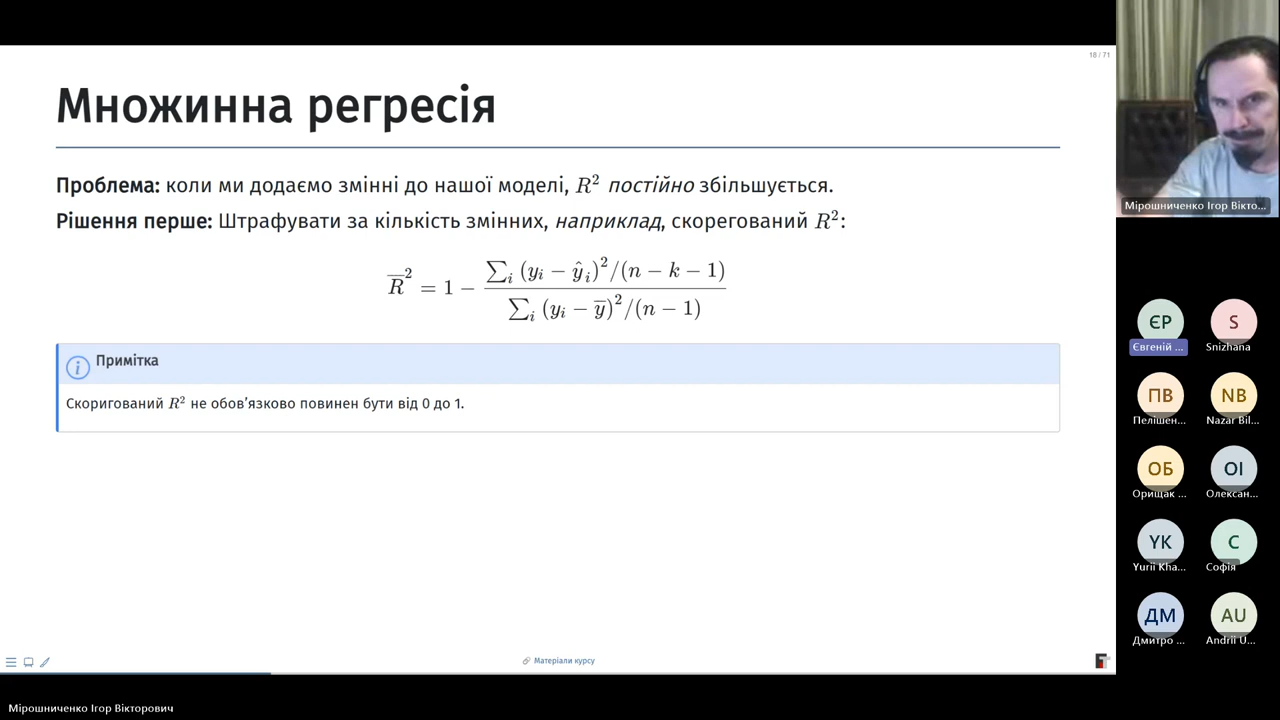 18 / 71
Множинна регресія
Проблема: коли ми додаємо змінні до нашої моделі, R² постійно збільшується.
Рішення перше: Штрафувати за кількість змінних, наприклад, скорегований R²:
R̅² = 1 − ∑ᵢ (yᵢ − ŷᵢ)²/(n − k − 1) / ∑ᵢ (yᵢ − y̅)²/(n − 1)
Примітка
Скоригований R² не обов’язково повинен бути від 0 до 1.
Матеріали курсу
Мірошниченко Ігор Вікто...
ЄР
S
Євгеній ...
Snizhana
ПВ
NB
Пелішен...
Nazar Bil...
ОБ
ОІ
Орищак ...
Олексан...
YK
С
Yurii Kha...
Софія
ДМ
AU
Дмитро ...
Andrii U...
Мірошниченко Ігор Вікторович